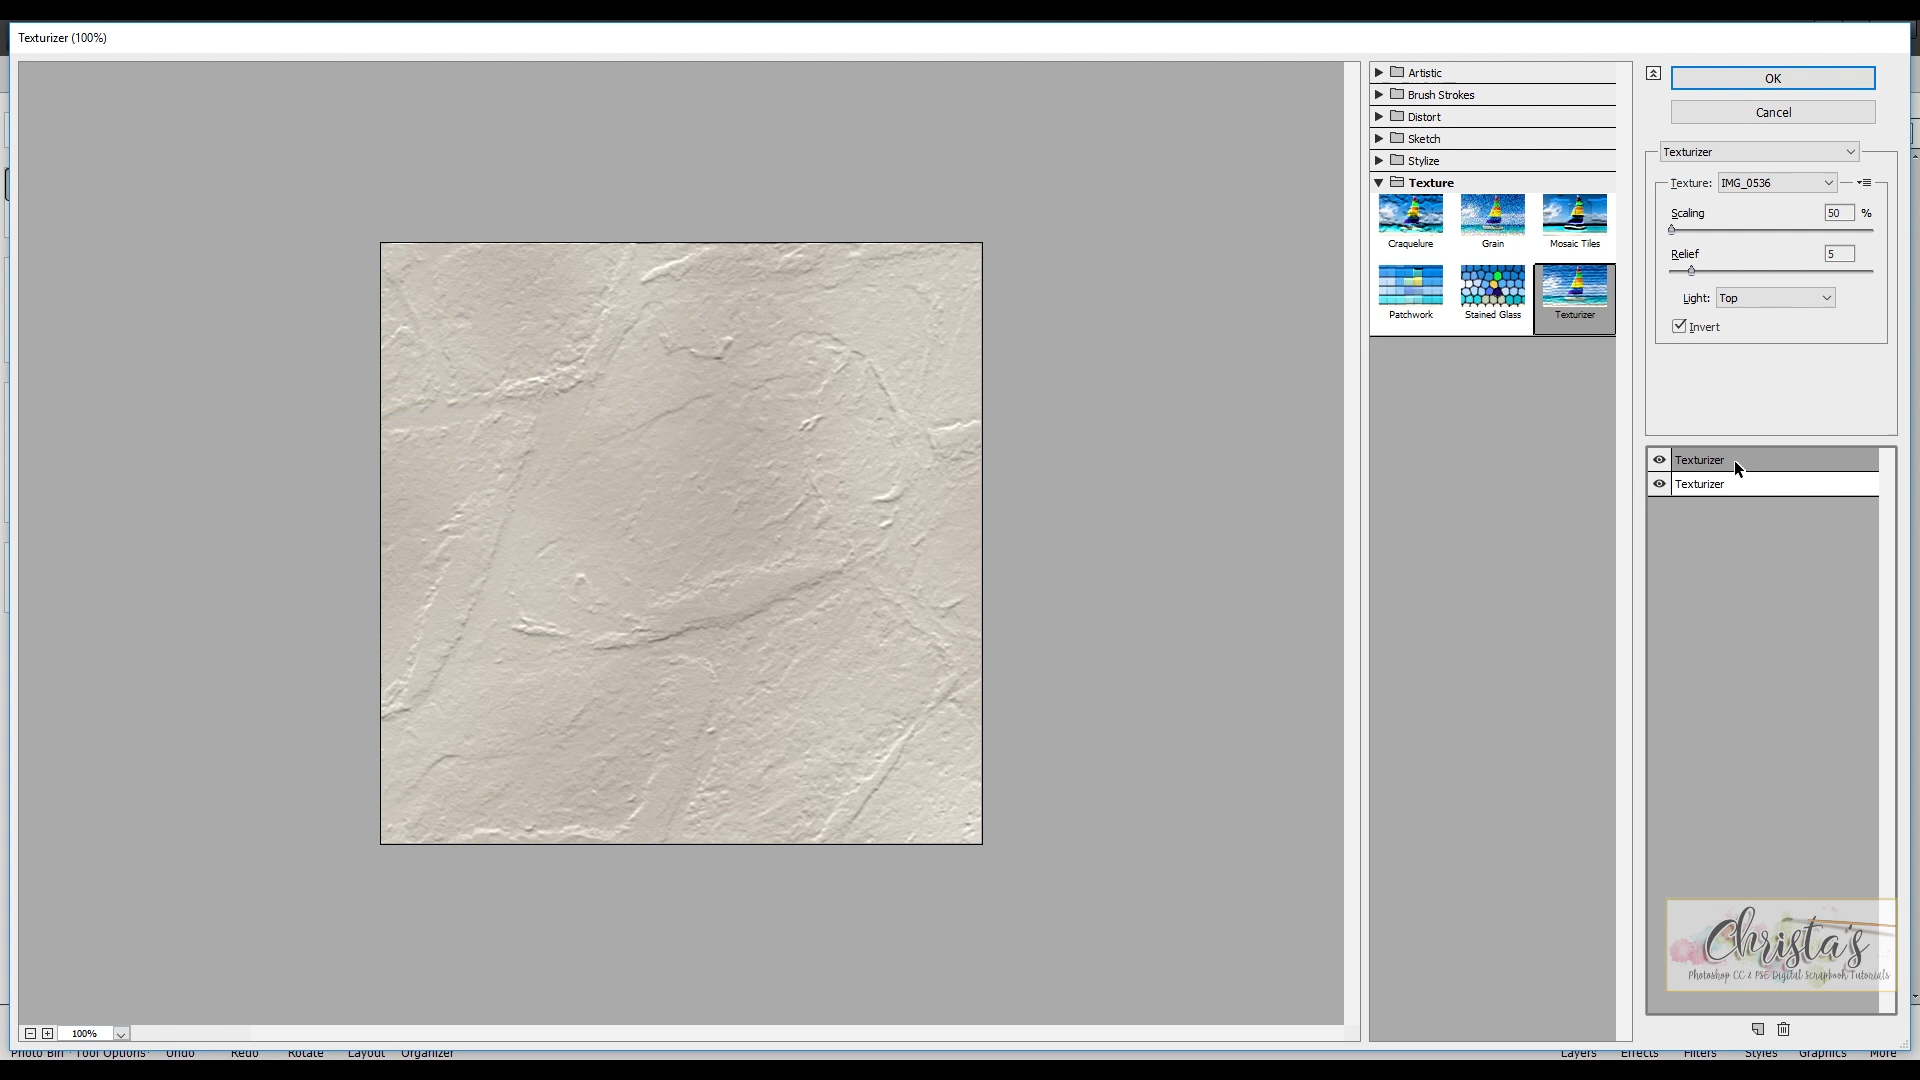 Texturizer (100%)
Artistic
Brush Strokes
Distort
Sketch
Stylize
Texture
Craquelure
Grain
Mosaic Tiles
Patchwork
Stained Glass
Texturizer
OK
Cancel
Texturizer
Texture: IMG_0536
Scaling 50 %
Relief 5
Light: Top
Invert
Texturizer
Texturizer
Christa's
Photoshop CC & PSE Digital Scrapbook Tutorials
100%
Photo Bin Tool Options Undo Redo Rotate Layout Organizer Layers Effects Filters Styles Graphics More